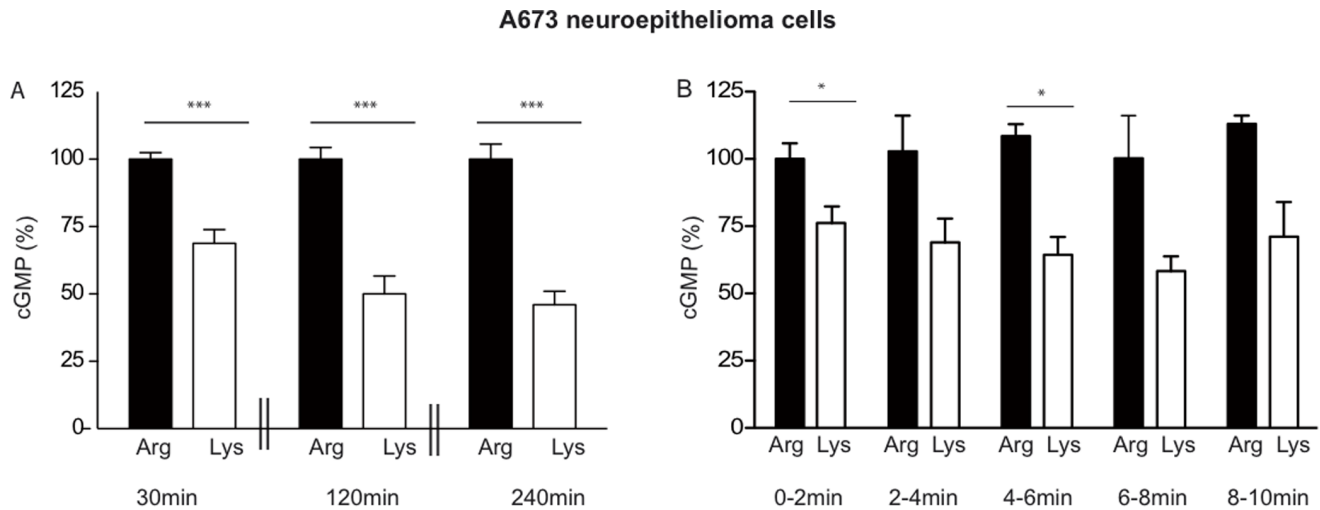 A673 neuroepithelioma cells
A
cGMP (%)
125
100
75
50
25
0
***
***
***
Arg Lys Arg Lys Arg Lys
30min 120min 240min
B
cGMP (%)
125
100
75
50
25
0
*
*
Arg Lys Arg Lys Arg Lys Arg Lys Arg Lys
0-2min 2-4min 4-6min 6-8min 8-10min